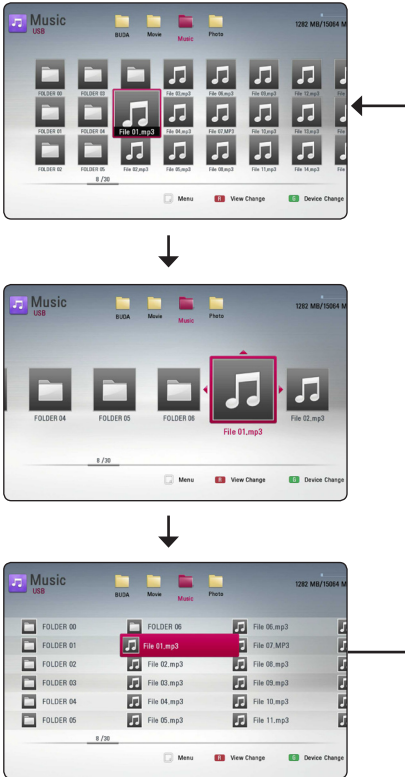 Music
USB
BUDA Movie Music Photo
1282 MB/15064 M
FOLDER 00 FOLDER 03 File 03.mp3 File 06.mp3 File 09.mp3 File 12.mp3 File
FOLDER 01 FOLDER 04 File 01.mp3 File 04.mp3 File 07.MP3 File 10.mp3 File 13.mp3 File
FOLDER 02 FOLDER 05 File 02.mp3 File 05.mp3 File 08.mp3 File 11.mp3 File 14.mp3 File
8 /30
Menu R View Change G Device Change
Music
USB
BUDA Movie Music Photo
1282 MB/15064 M
FOLDER 04 FOLDER 05 FOLDER 06 File 01.mp3 File 02.mp3
8 /30
Menu R View Change G Device Change
Music
USB
BUDA Movie Music Photo
1282 MB/15064 M
FOLDER 00 FOLDER 06 File 06.mp3
FOLDER 01 File 01.mp3 File 07.MP3
FOLDER 02 File 02.mp3 File 08.mp3
FOLDER 03 File 03.mp3 File 09.mp3
FOLDER 04 File 04.mp3 File 10.mp3
FOLDER 05 File 05.mp3 File 11.mp3
8 /30
Menu R View Change G Device Change